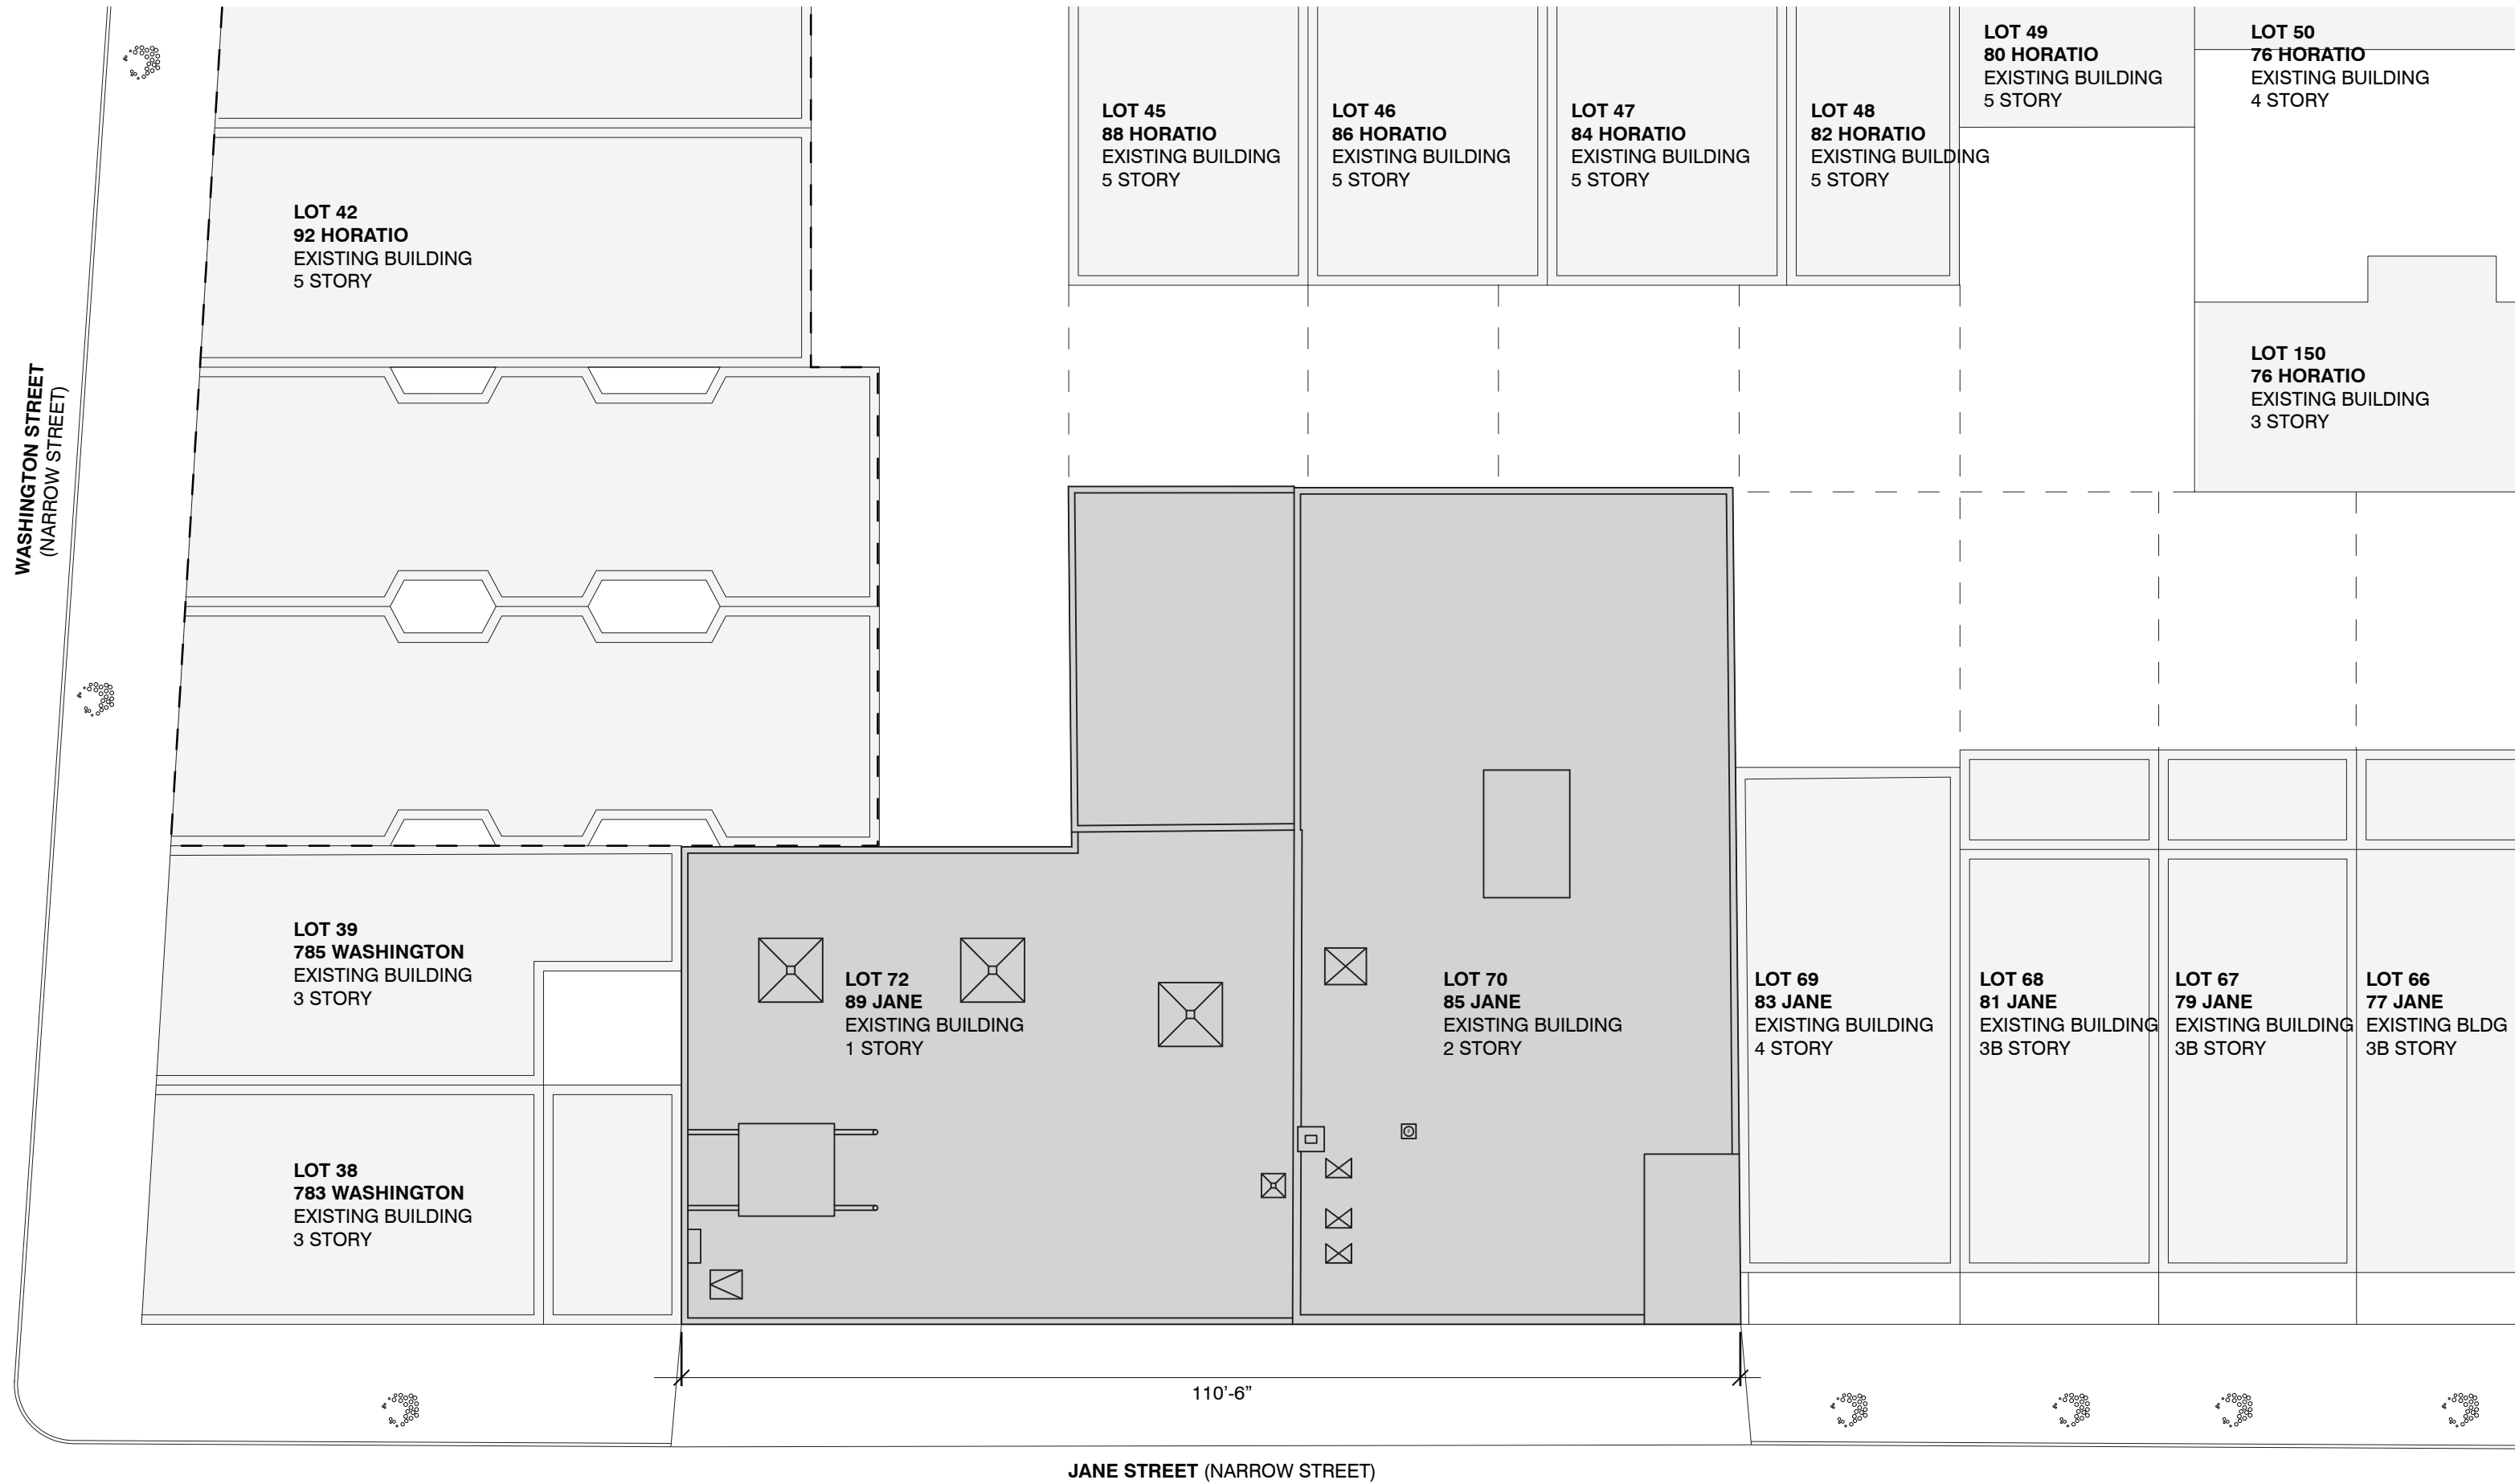 LOT 49
80 HORATIO
EXISTING BUILDING
5 STORY
LOT 50
76 HORATIO
EXISTING BUILDING
4 STORY
LOT 45
88 HORATIO
EXISTING BUILDING
5 STORY
LOT 46
86 HORATIO
EXISTING BUILDING
5 STORY
LOT 47
84 HORATIO
EXISTING BUILDING
5 STORY
LOT 48
82 HORATIO
EXISTING BUILDING
5 STORY
LOT 42
92 HORATIO
EXISTING BUILDING
5 STORY
LOT 150
76 HORATIO
EXISTING BUILDING
3 STORY
WASHINGTON STREET
(NARROW STREET)
LOT 39
785 WASHINGTON
EXISTING BUILDING
3 STORY
LOT 72
89 JANE
EXISTING BUILDING
1 STORY
LOT 70
85 JANE
EXISTING BUILDING
2 STORY
LOT 69
83 JANE
EXISTING BUILDING
4 STORY
LOT 68
81 JANE
EXISTING BUILDING
3B STORY
LOT 67
79 JANE
EXISTING BUILDING
3B STORY
LOT 66
77 JANE
EXISTING BLDG
3B STORY
LOT 38
783 WASHINGTON
EXISTING BUILDING
3 STORY
110’-6”
JANE STREET (NARROW STREET)